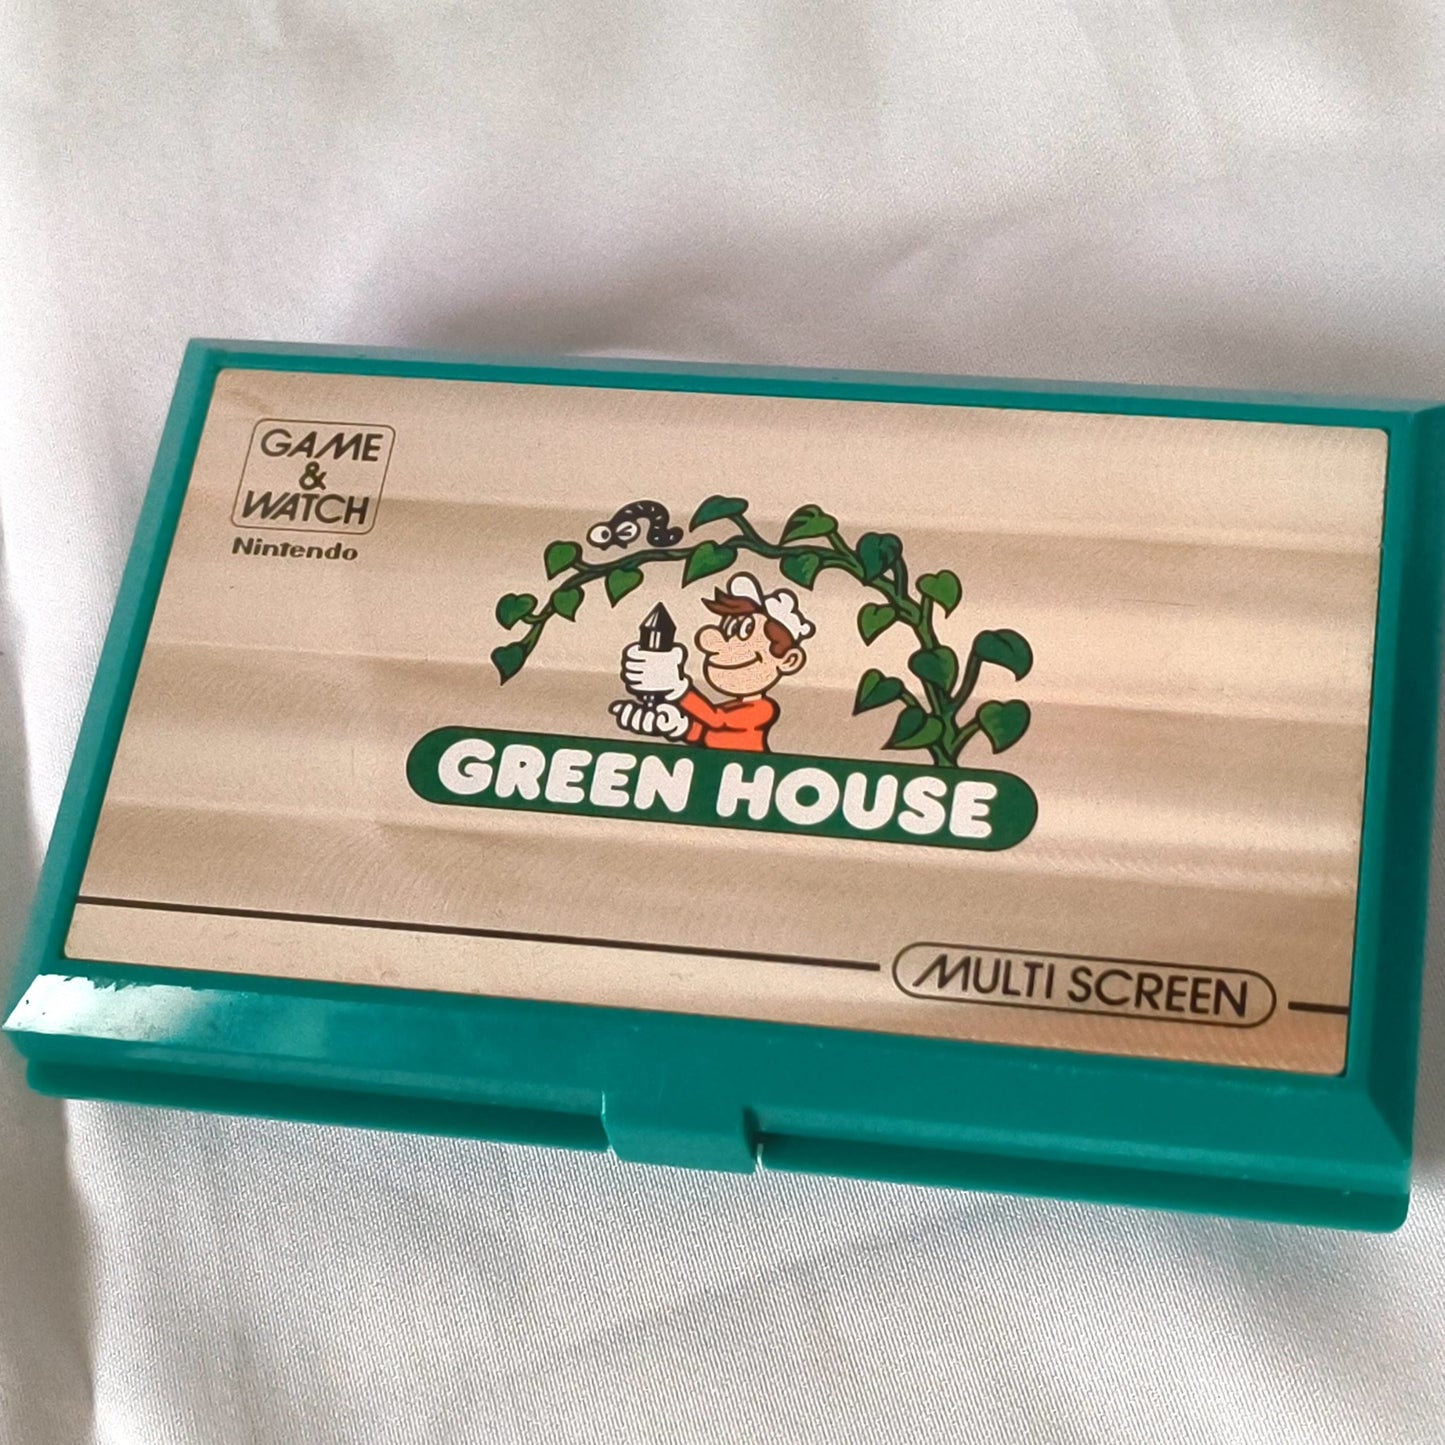 GAME
&
WATCH
Nintendo
GREEN HOUSE
MULTI SCREEN